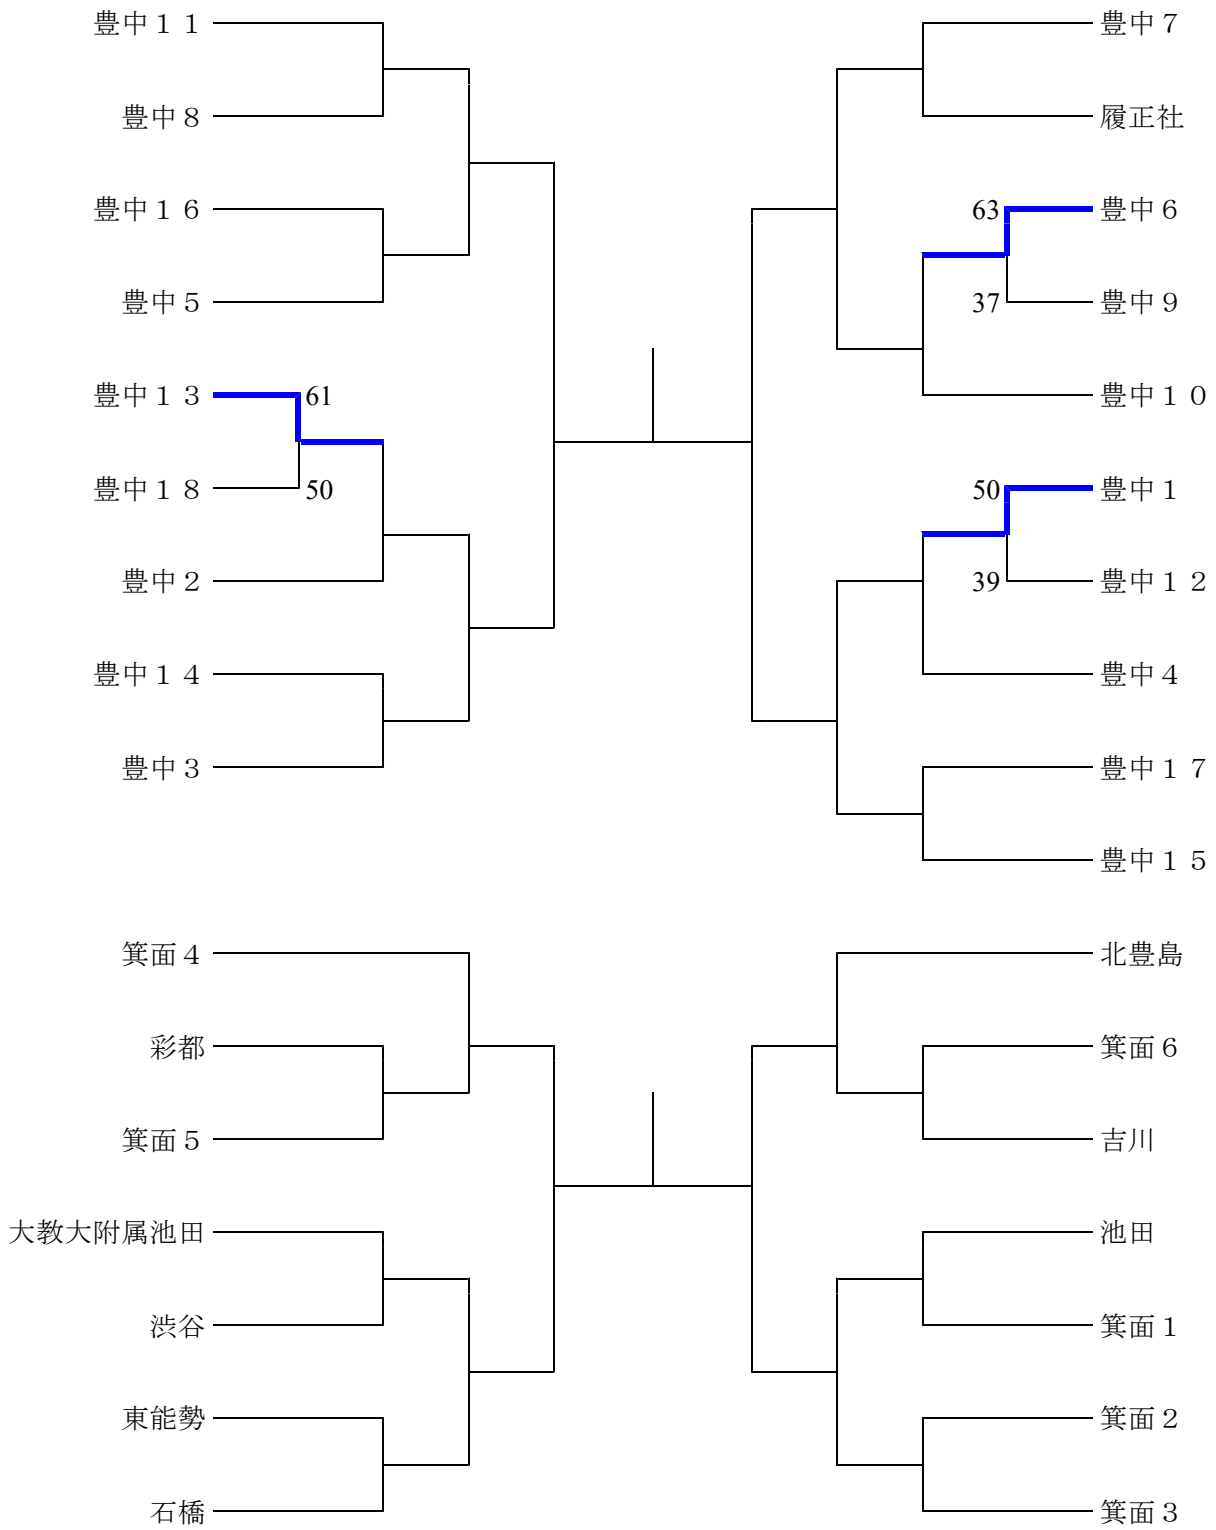 豊中１１
豊中８
豊中１６
豊中５
豊中１３
61
豊中１８
50
豊中２
豊中１４
豊中３
豊中７
履正社
63
豊中６
37
豊中９
豊中１０
50
豊中１
39
豊中１２
豊中４
豊中１７
豊中１５
箕面４
彩都
箕面５
大教大附属池田
渋谷
東能勢
石橋
北豊島
箕面６
吉川
池田
箕面１
箕面２
箕面３